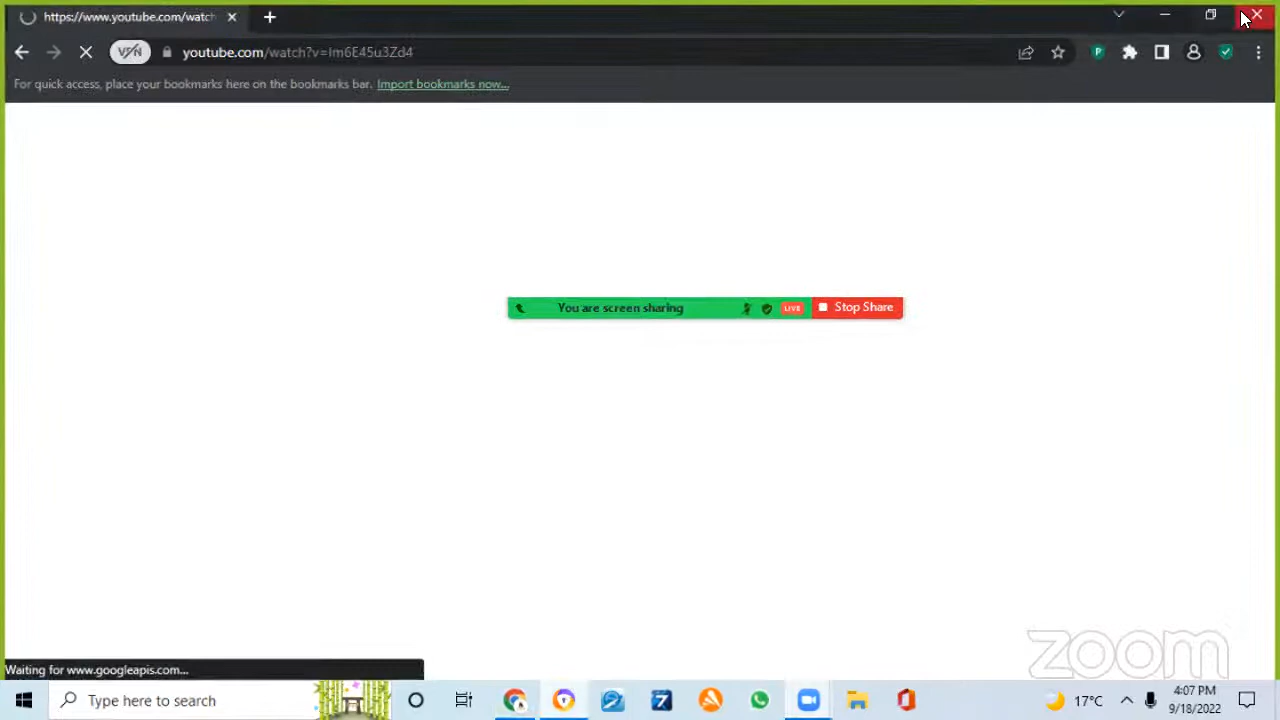 https://www.youtube.com/watch
VPN
youtube.com/watch?v=Im6E45u3Zd4
For quick access, place your bookmarks here on the bookmarks bar. Import bookmarks now...
You are screen sharing
LIVE
Stop Share
zoom
Waiting for www.googleapis.com...
Type here to search
17°C
4:07 PM
9/18/2022